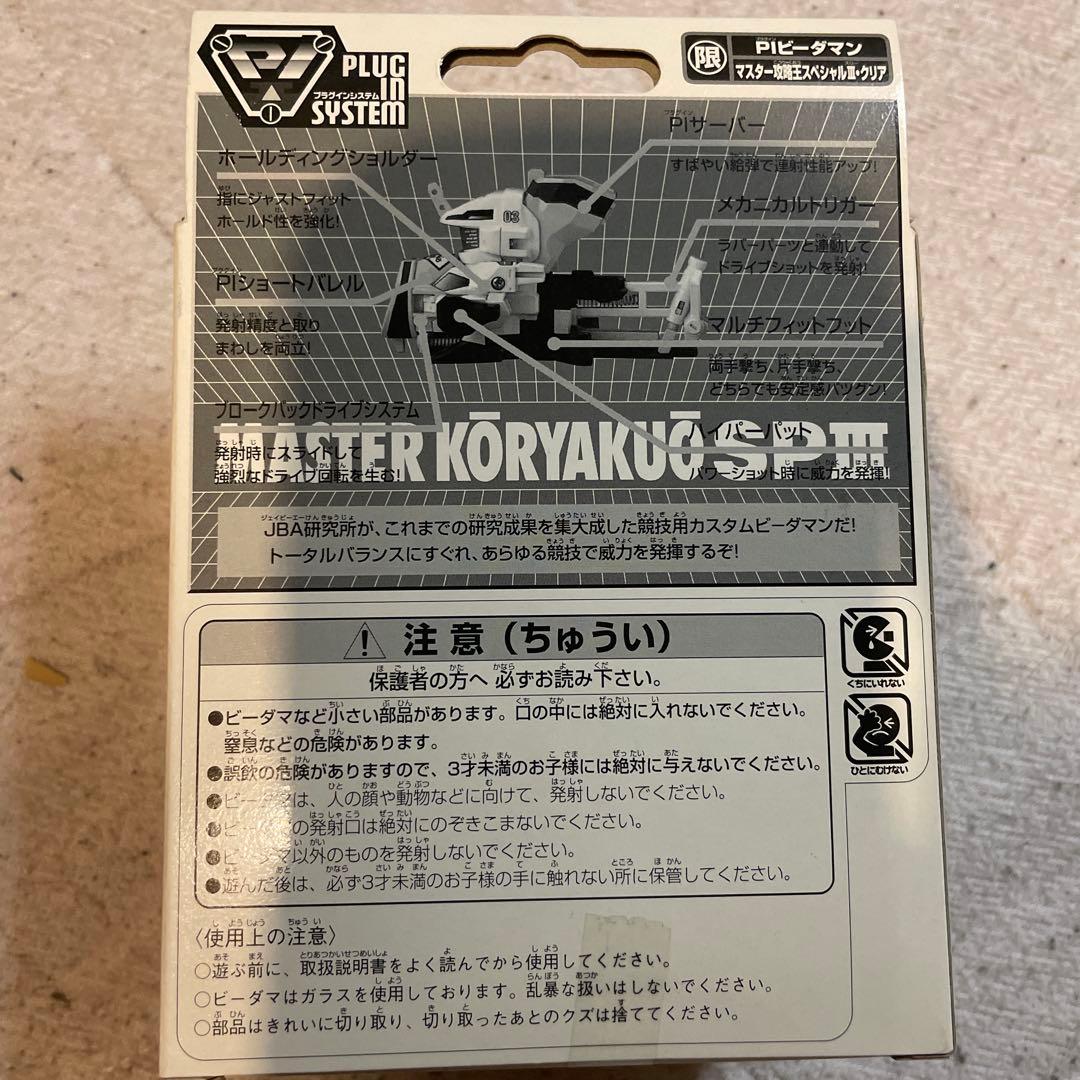 PI
PLUG
IN
SYSTEM
プラグインシステム
限
PIビーダマン
マスター攻略王スペシャルⅢ・クリア
ホールディングショルダー
指にジャストフィット
ホールド性を強化!
PIショートバレル
発射精度と取り
まわしを両立!
ブロークバックドライブシステム
発射時にスライドして
強烈なドライブ回転を生む!
PIサーバー
すばやい給弾で連射性能アップ!
メカニカルトリガー
ラバーパーツと連動して
ドライブショットを発射!
マルチフィットフット
両手撃ち、片手撃ち、
どちらでも安定感バツグン!
ハイパーパット
パワーショット時に威力を発揮!
03
MASTER KŌRYAKUŌ SP Ⅲ
JBA研究所が、これまでの研究成果を集大成した競技用カスタムビーダマンだ!
トータルバランスにすぐれ、あらゆる競技で威力を発揮するぞ!
注意(ちゅうい)
保護者の方へ 必ずお読み下さい。
●ビーダマなど小さい部品があります。口の中には絶対に入れないでください。
窒息などの危険があります。
●誤飲の危険がありますので、3才未満のお子様には絶対に与えないでください。
●ビーダマは、人の顔や動物などに向けて、発射しないでください。
●ビーダマンの発射口は絶対にのぞきこまないでください。
●ビーダマ以外のものを発射しないでください。
●遊んだ後は、必ず3才未満のお子様の手に触れない所に保管してください。
くちにいれない
ひとにむけない
〈使用上の注意〉
○遊ぶ前に、取扱説明書をよく読んでから使用してください。
○ビーダマはガラスを使用しております。乱暴な扱いはしないでください。
○部品はきれいに切り取り、切り取ったあとのクズは捨ててください。